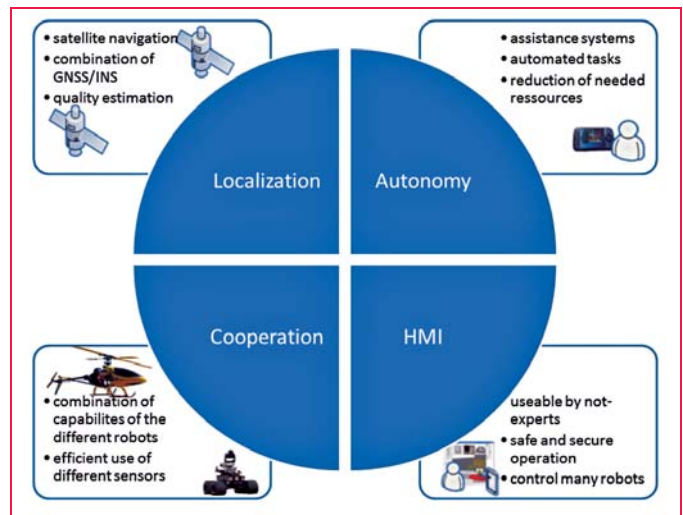 • satellite navigation
• combination of
GNSS/INS
• quality estimation
• assistance systems
• automated tasks
• reduction of needed
ressources
Localization
Autonomy
Cooperation
HMI
• combination of
capabilites of the
different robots
• efficient use of
different sensors
useable by not-
experts
• safe and secure
operation
• control many robots